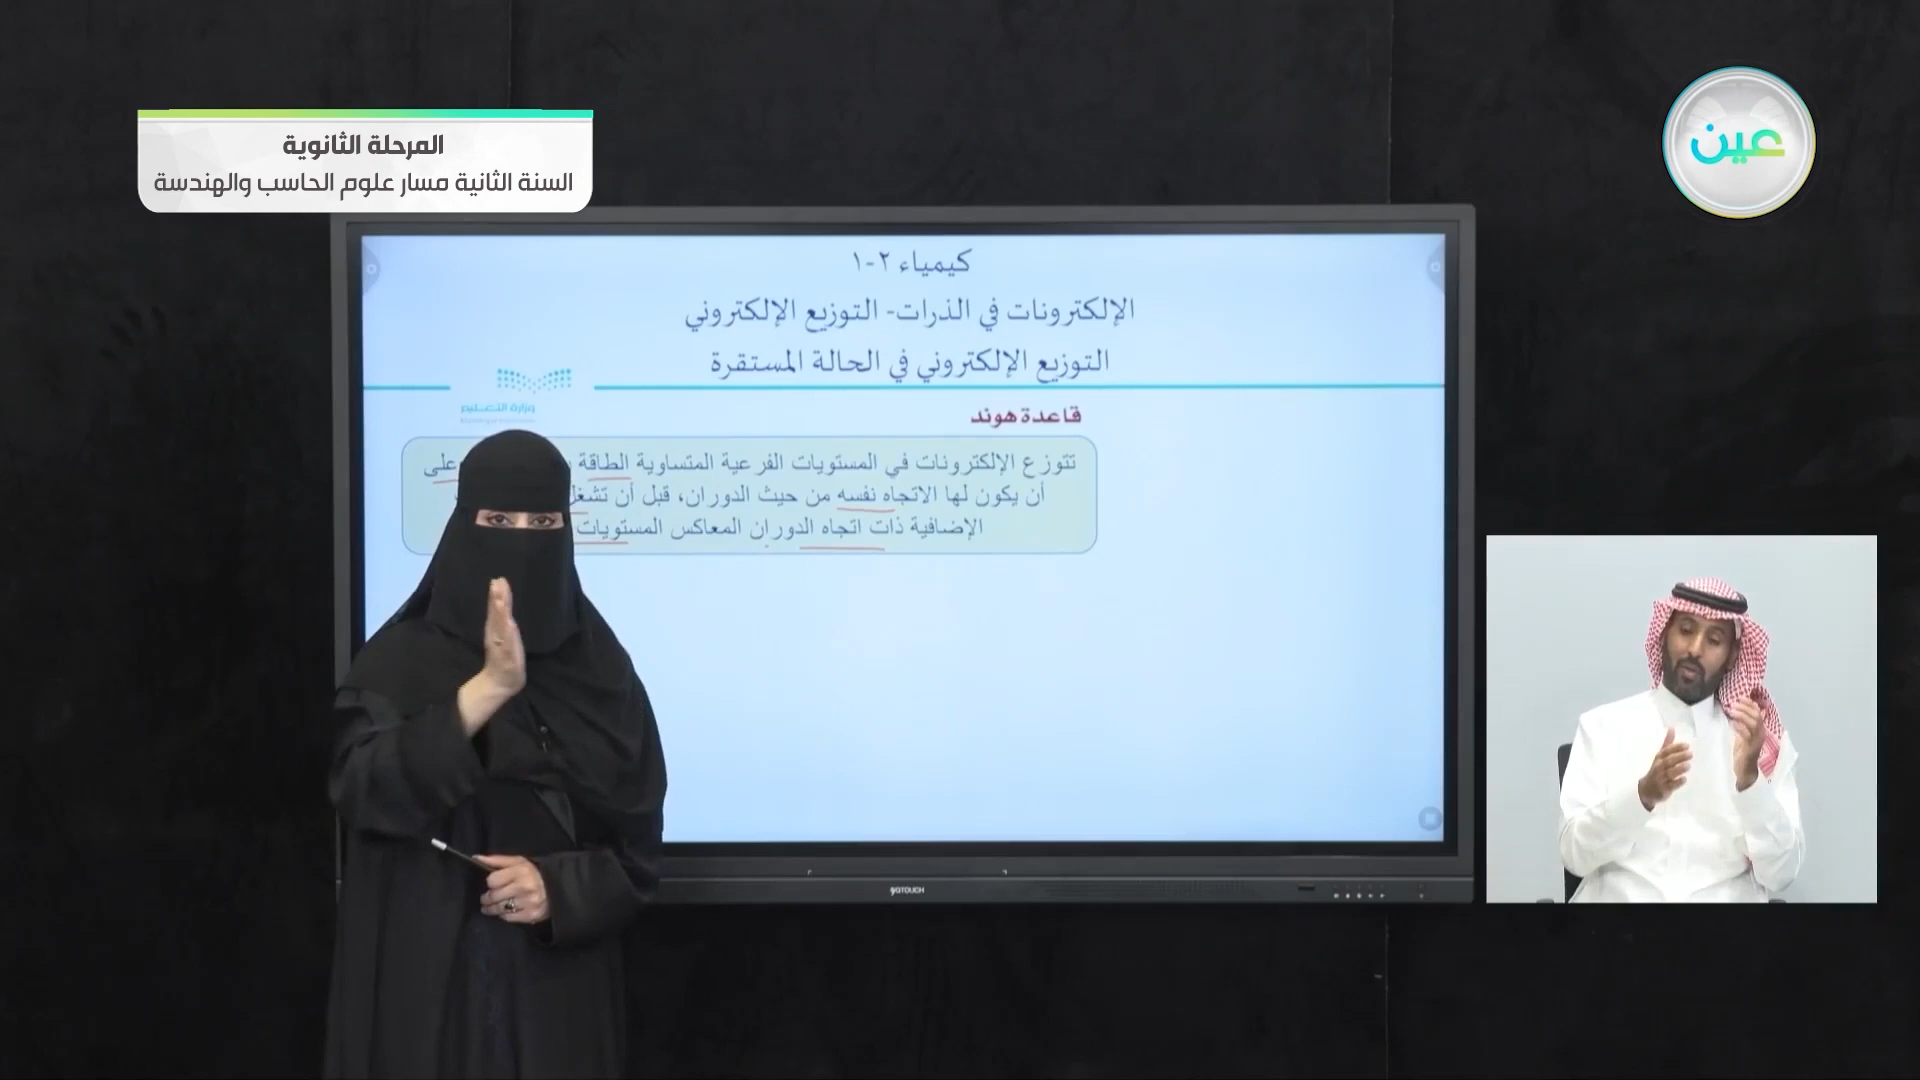 المرحلة الثانوية
السنة الثانية مسار علوم الحاسب والهندسة
عين
كيمياء ٢-١
الإلكترونات في الذرات- التوزيع الإلكتروني
التوزيع الإلكتروني في الحالة المستقرة
وزارة التعليم
قاعدة هوند
تتوزع الإلكترونات في المستويات الفرعية المتساوية الطاقة على
أن يكون لها الاتجاه نفسه من حيث الدوران، قبل أن تشغل
الإضافية ذات اتجاه الدوران المعاكس المستويات